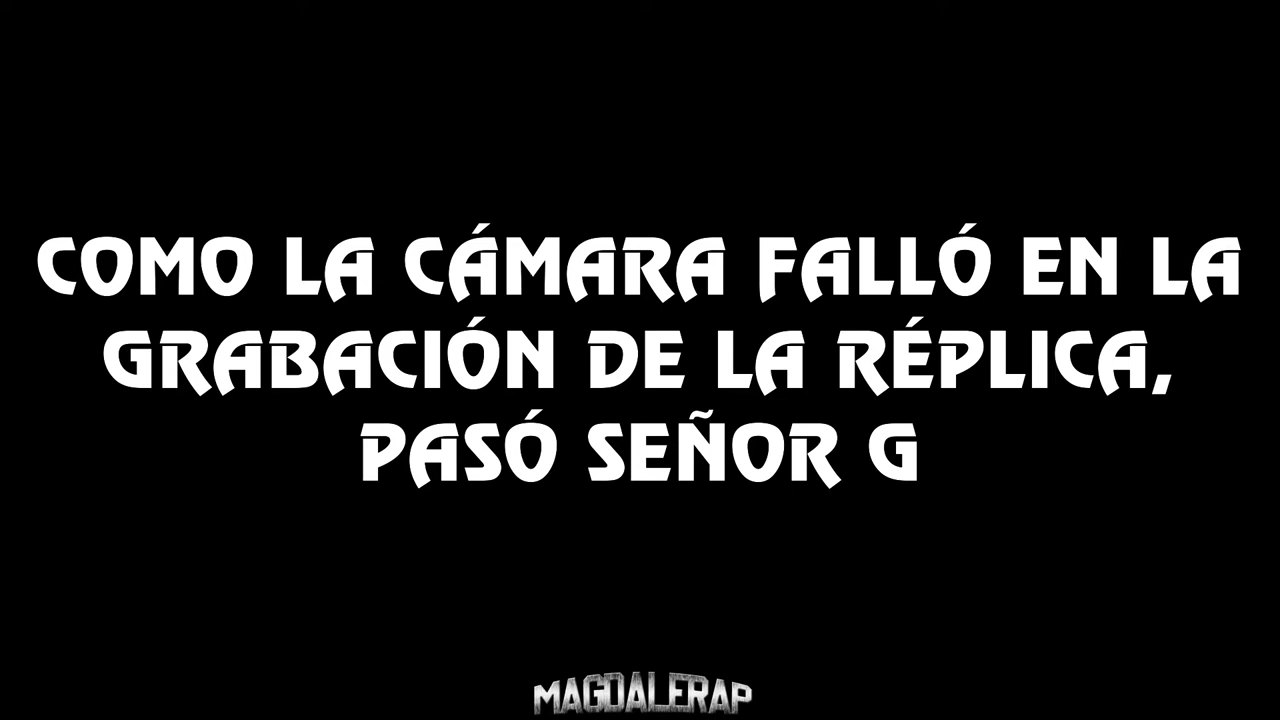 COMO LA CÁMARA FALLÓ EN LA
GRABACIÓN DE LA RÉPLICA,
PASÓ SEÑOR G
MAGDALERAP